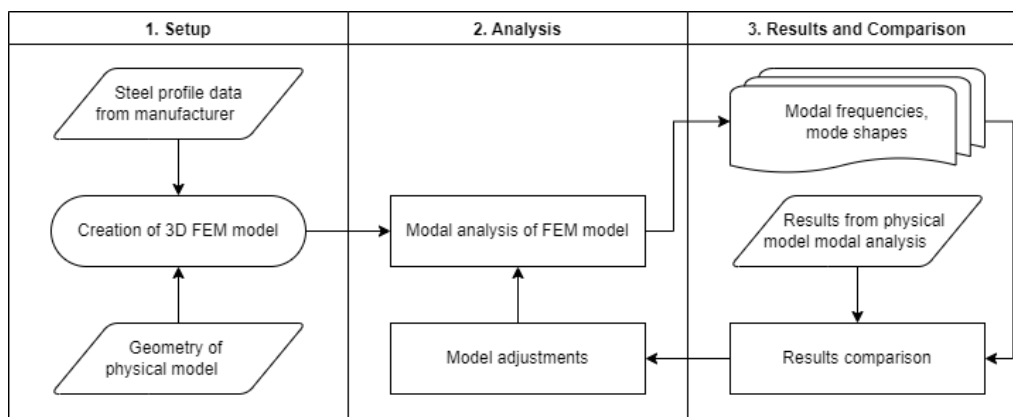 1. Setup
2. Analysis
3. Results and Comparison
Steel profile data
from manufacturer
Modal frequencies,
mode shapes
Creation of 3D FEM model
Modal analysis of FEM model
Results from physical
model modal analysis
Geometry of
physical model
Model adjustments
Results comparison